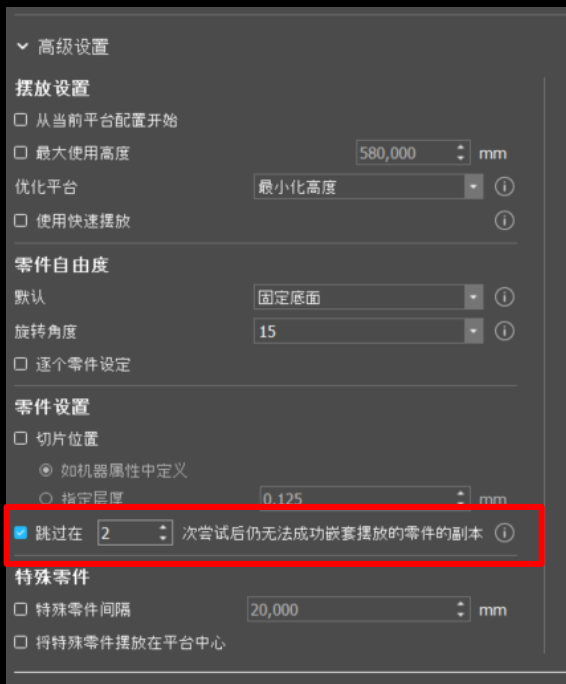 高级设置
摆放设置
从当前平台配置开始
最大使用高度 580,000 mm
优化平台 最小化高度
使用快速摆放
零件自由度
默认 固定底面
旋转角度 15
逐个零件设定
零件设置
切片位置
如机器属性中定义
指定层厚 0.125 mm
跳过在 2 次尝试后仍无法成功嵌套摆放的零件的副本
特殊零件
特殊零件间隔 20,000 mm
将特殊零件摆放在平台中心